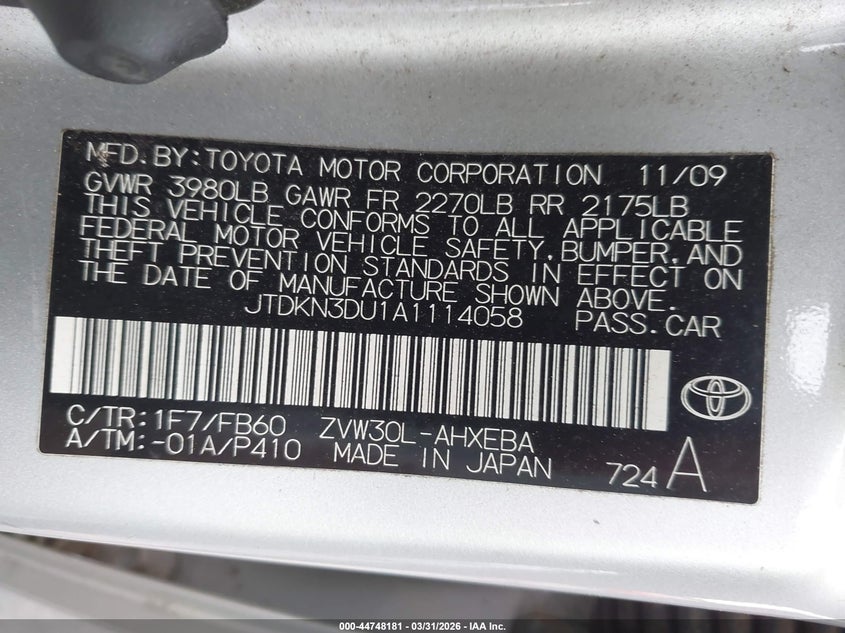 MFD.BY:TOYOTA MOTOR CORPORATION 11/09
GVWR 3980LB GAWR FR 2270LB RR 2175LB
THIS VEHICLE CONFORMS TO ALL APPLICABLE
FEDERAL MOTOR VEHICLE SAFETY,BUMPER,AND
THEFT PREVENTION STANDARDS IN EFFECT ON
THE DATE OF MANUFACTURE SHOWN ABOVE.
JTDKN3DU1A1114058 PASS.CAR
C/TR:1F7/FB60 ZVW30L-AHXEBA
A/TM:-01A/P410 MADE IN JAPAN 724A
000-44748181 - 03/31/2026 - IAA Inc.